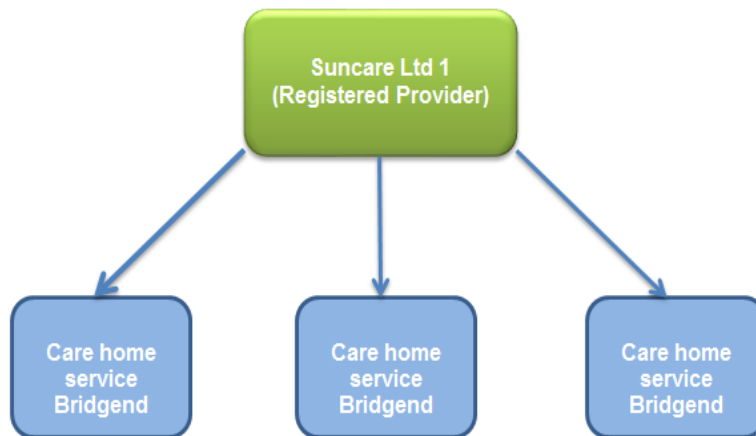 Suncare Ltd 1
(Registered Provider)
Care home
service
Bridgend
Care home
service
Bridgend
Care home
service
Bridgend